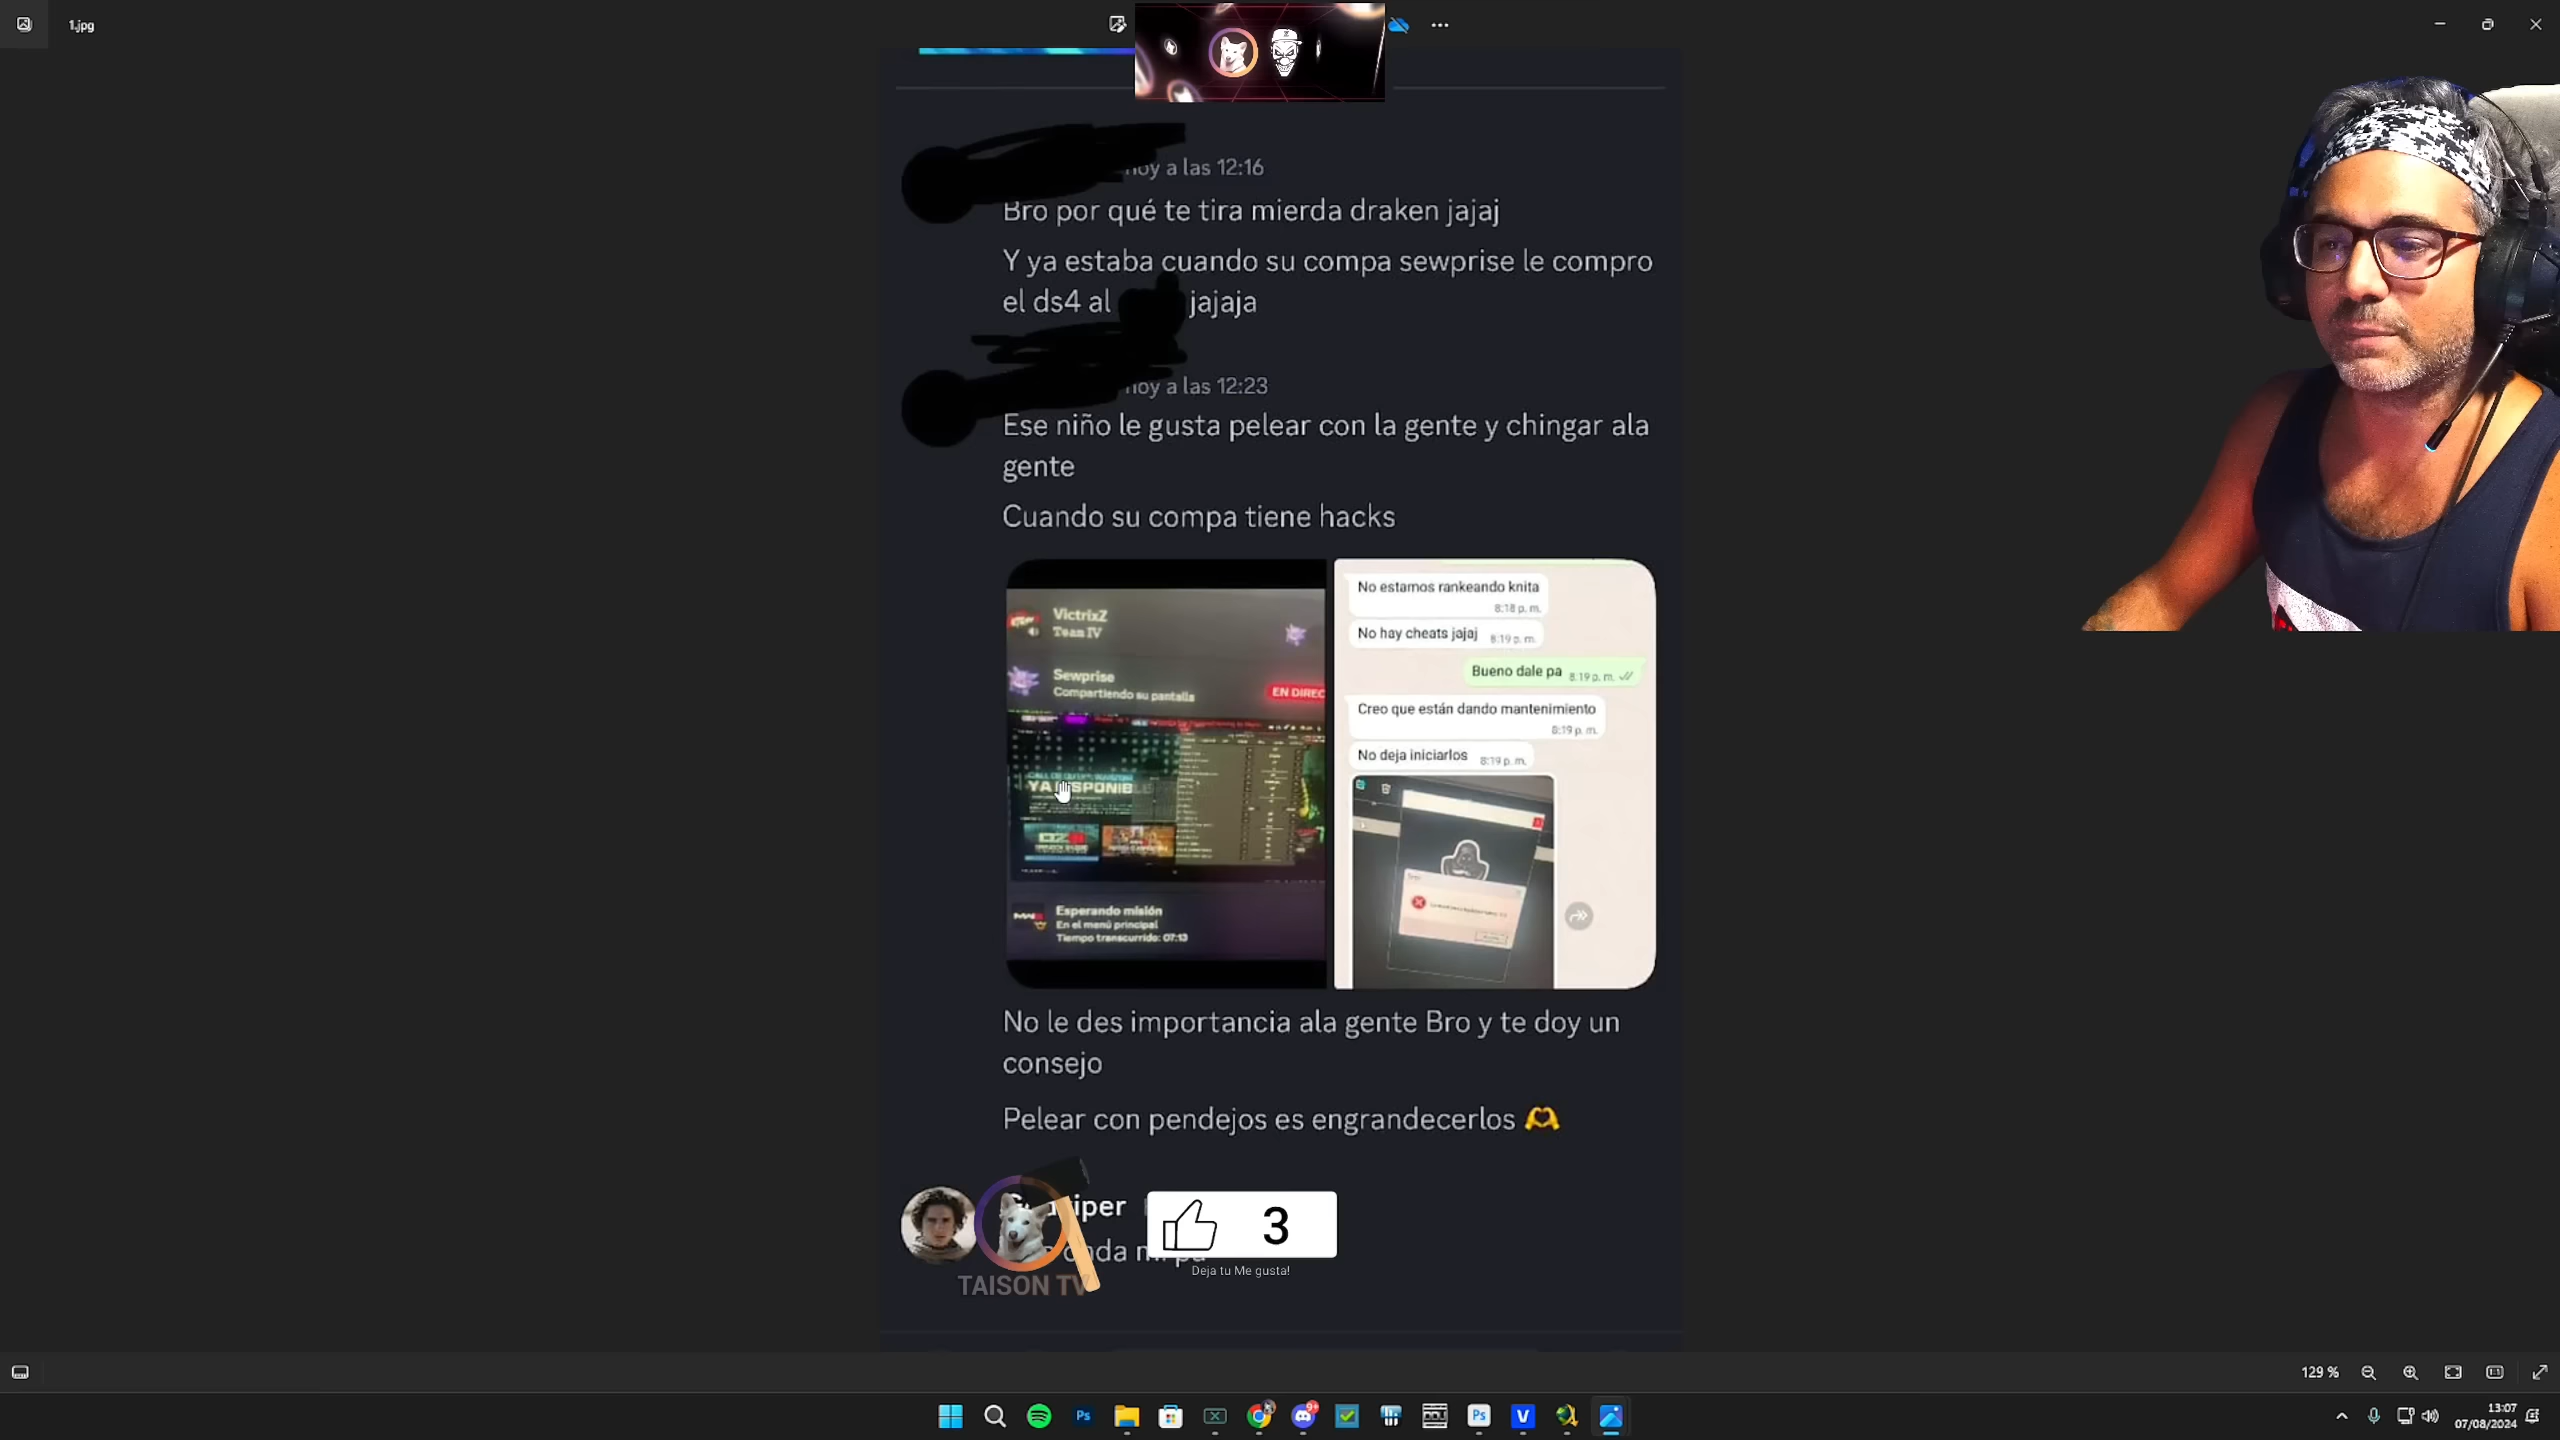 1.jpg
hoy a las 12:16
Bro por qué te tira mierda draken jajaj
Y ya estaba cuando su compa sewprise le compro
el ds4 al jajaja
hoy a las 12:23
Ese niño le gusta pelear con la gente y chingar ala
gente
Cuando su compa tiene hacks
VictrixZ
Team IV
Sewprise
Compartiendo su pantalla
EN DIREC
YA DISPONIBLE
Esperando misión
En el menú principal
Tiempo transcurrido: 07:13
No estamos rankeando knita
8:18 p. m.
No hay cheats jajaj 8:19 p. m.
Bueno dale pa 8:19 p. m.
Creo que están dando mantenimiento
8:19 p. m.
No deja iniciarlos 8:19 p. m.
No le des importancia ala gente Bro y te doy un
consejo
Pelear con pendejos es engrandecerlos 🫶
iper
onda mi pa
3
TAISON TV
Deja tu Me gusta!
129 %
13:07
07/08/2024